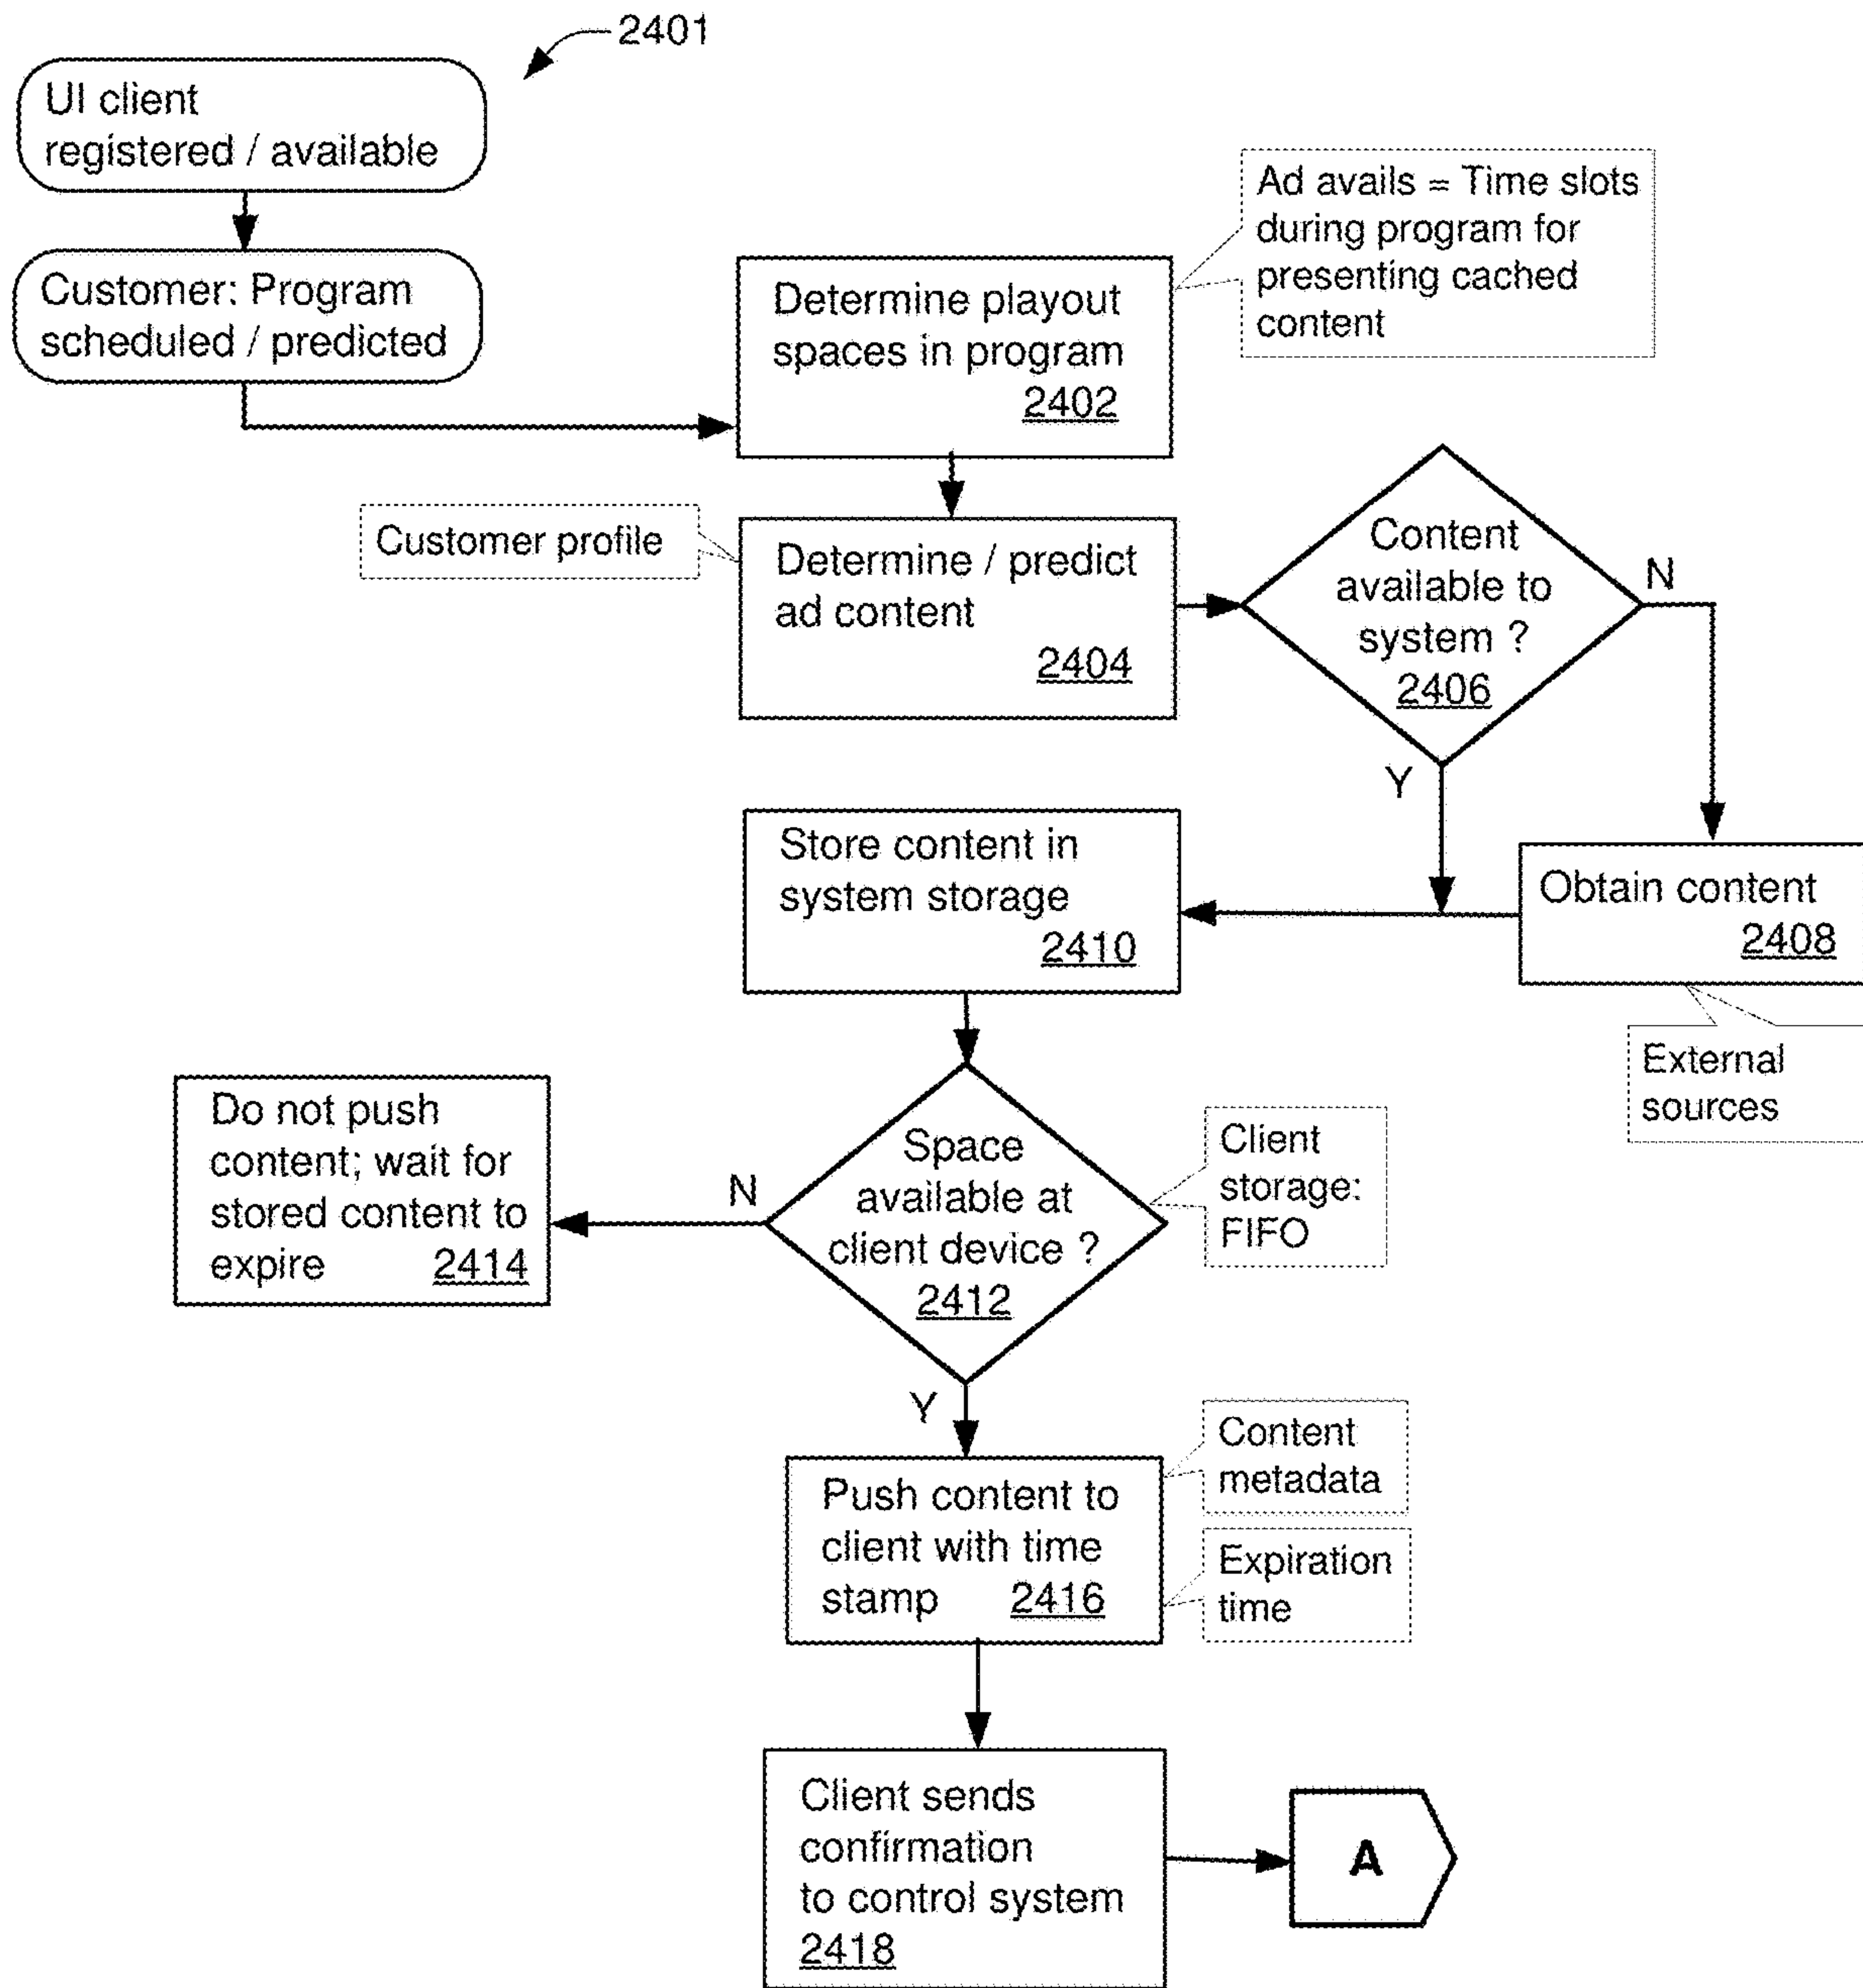 2401
UI client
registered / available
Customer: Program
scheduled / predicted
Ad avails = Time slots
during program for
presenting cached
content
Determine playout
spaces in program
2402
Customer profile
Determine / predict
ad content
2404
Content
available to
system ?
2406
N
Y
Obtain content
2408
External
sources
Store content in
system storage
2410
Space
available at
client device ?
2412
Client
storage:
FIFO
N
Do not push
content; wait for
stored content to
expire 2414
Y
Push content to
client with time
stamp 2416
Content
metadata
Expiration
time
Client sends
confirmation
to control system
2418
A